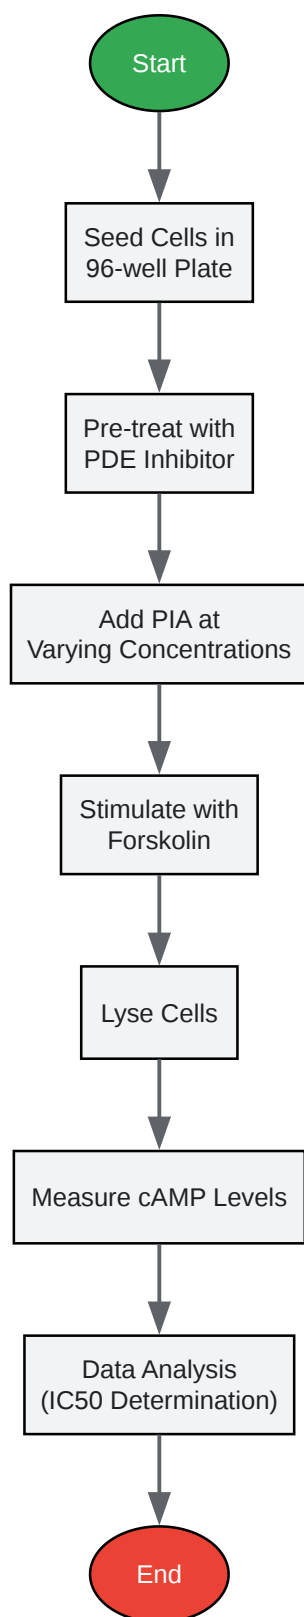 Start
Seed Cells in
96-well Plate
Pre-treat with
PDE Inhibitor
Add PIA at
Varying Concentrations
Stimulate with
Forskolin
Lyse Cells
Measure cAMP Levels
Data Analysis
(IC50 Determination)
End